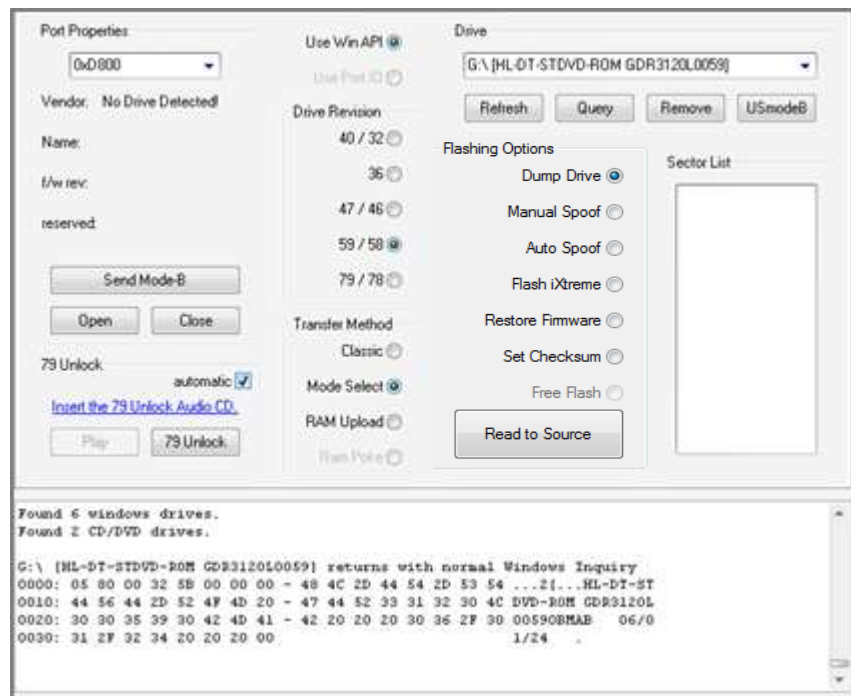 Port Properties
0xD800
Vendor: No Drive Detected!
Name:
f/w rev:
reserved:
Send Mode-B
Open Close
79 Unlock
automatic
Insert the 79 Unlock Audio CD.
Play 79 Unlock
Use Win API
Use Port IO
Drive Revision
40 / 32
36
47 / 46
59 / 58
79 / 78
Transfer Method
Classic
Mode Select
RAM Upload
Ram Poke
Drive
G:\ [HL-DT-STDVD-ROM GDR3120L0059]
Refresh Query Remove USmodeB
Flashing Options
Dump Drive
Manual Spoof
Auto Spoof
Flash iXtreme
Restore Firmware
Set Checksum
Free Flash
Read to Source
Sector List
Found 6 windows drives.
Found 2 CD/DVD drives.
G:\ [HL-DT-STDVD-ROM GDR3120L0059] returns with normal Windows Inquiry
0000: 05 80 00 32 5B 00 00 00 - 48 4C 2D 44 54 2D 53 54 ...2[...HL-DT-ST
0010: 44 56 44 2D 52 4F 4D 20 - 47 44 52 33 31 32 30 4C DVD-ROM GDR3120L
0020: 30 30 35 39 30 42 4D 41 - 42 20 20 20 30 36 2F 30 00590BMAB   06/0
0030: 31 2F 32 34 20 20 20 00 1/24   .